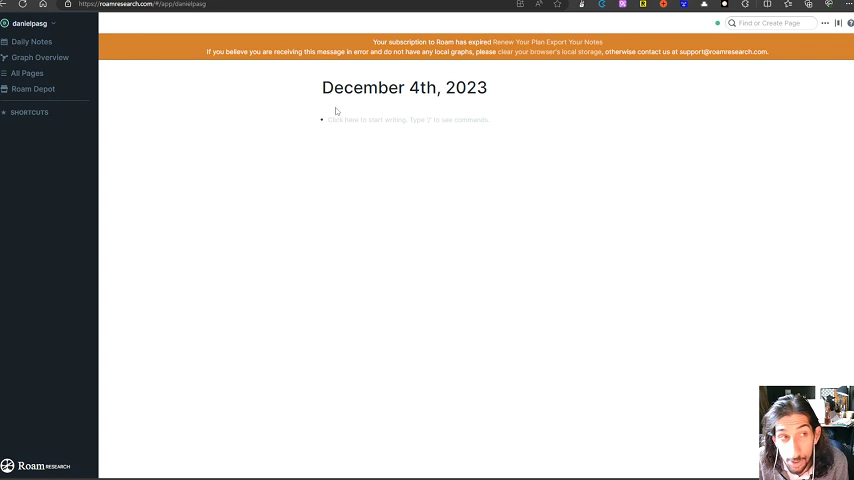 https://roamresearch.com/#/app/danielpasg
danielpasg
Find or Create Page
Daily Notes
Graph Overview
All Pages
Roam Depot
SHORTCUTS
Your subscription to Roam has expired Renew Your Plan Export Your Notes
If you believe you are receiving this message in error and do not have any local graphs, please clear your browser's local storage, otherwise contact us at support@roamresearch.com.
December 4th, 2023
Click here to start writing. Type '/' to see commands.
Roam RESEARCH